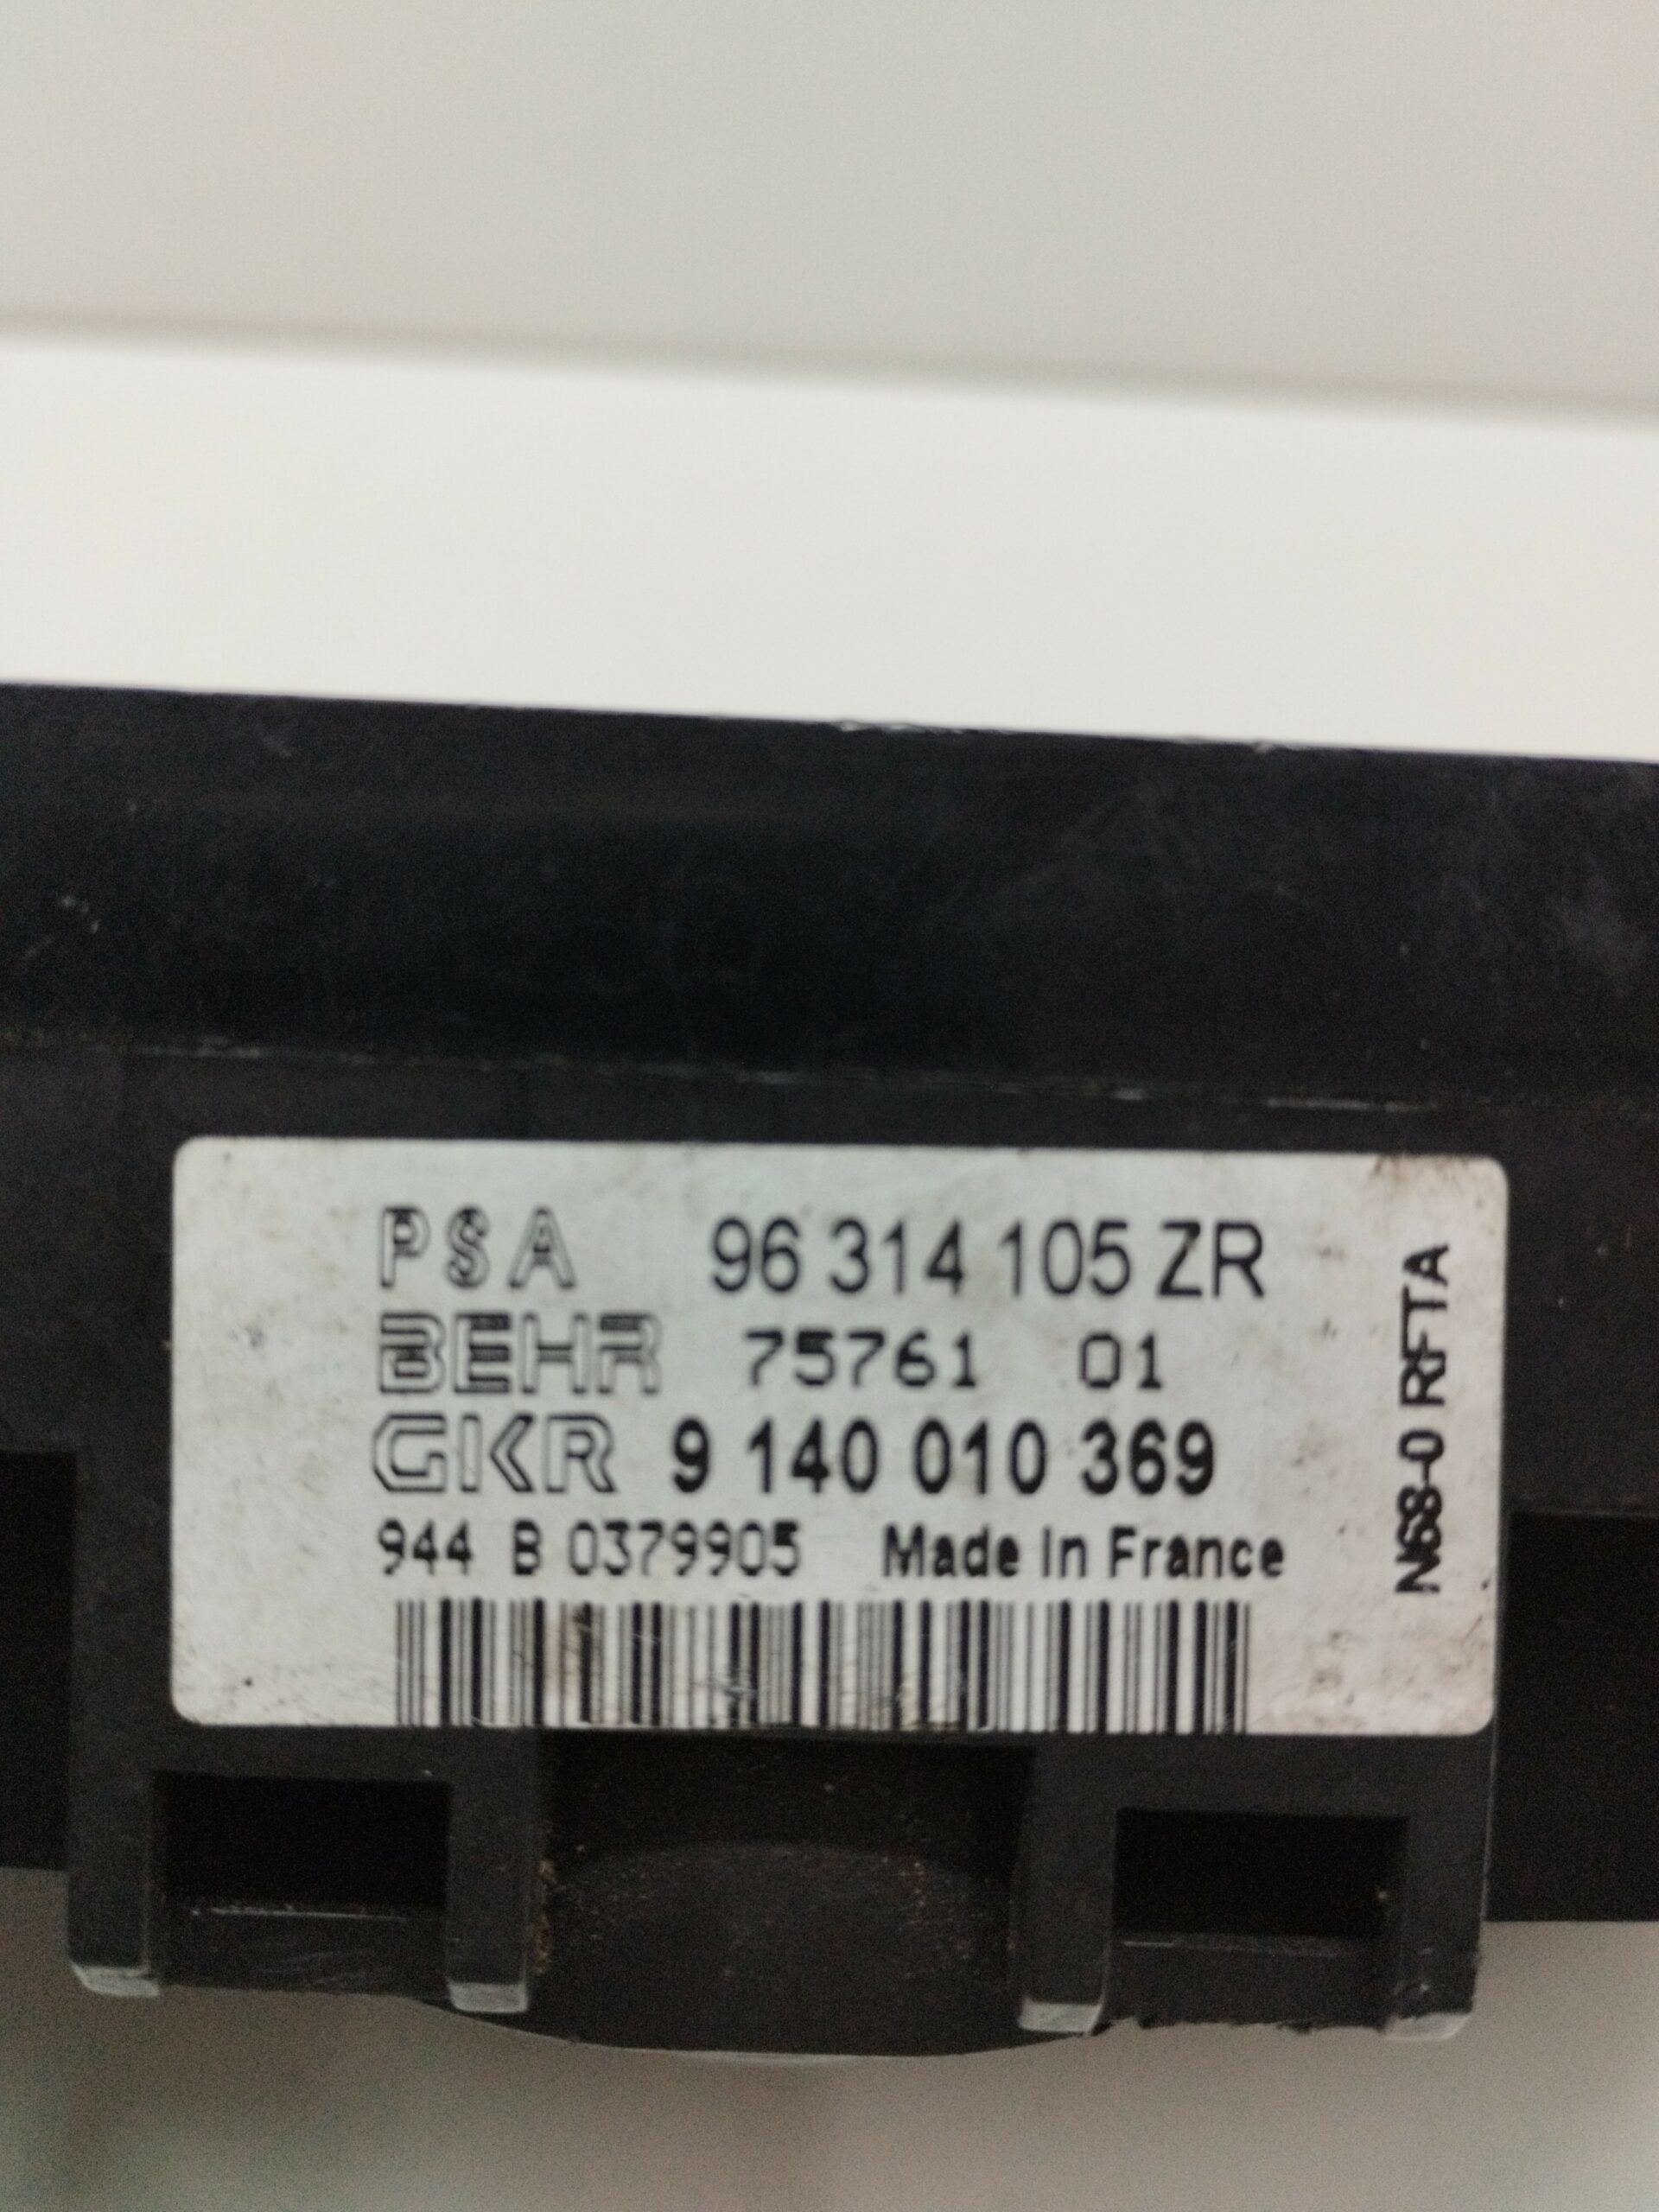 PSA 96 314 105 ZR
BEHR 75761 01
GKR 9 140 010 369
944 B 0379905 Made In France
N68-0 RFTA